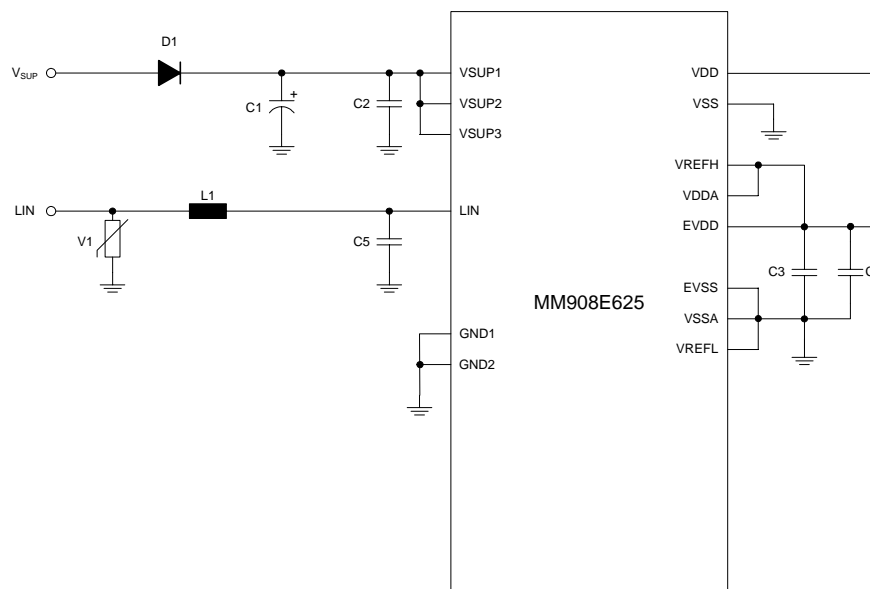 D1
VSUP
C1
+
C2
VSUP1
VSUP2
VSUP3
VDD
VSS
VREFH
VDDA
EVDD
C3
EVSS
VSSA
VREFL
LIN
V1
L1
C5
LIN
GND1
GND2
MM908E625